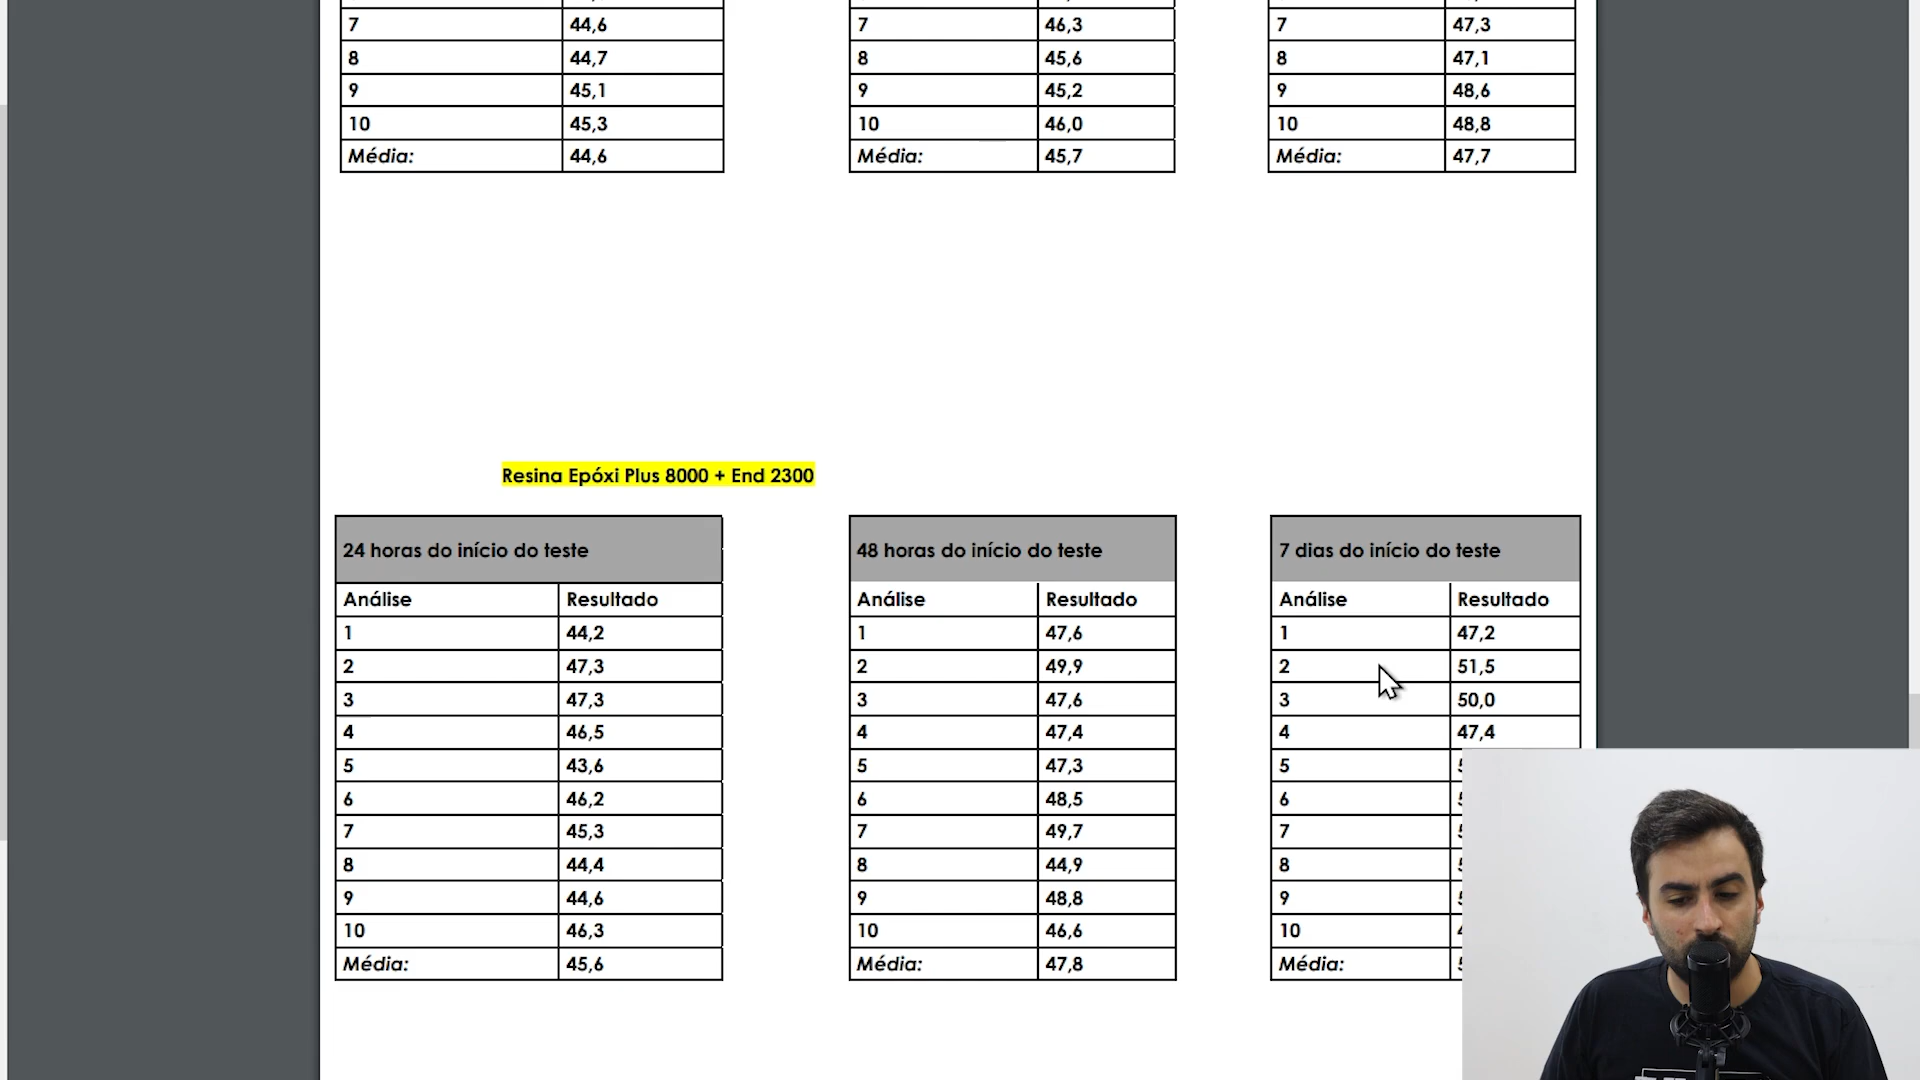 7 44,6 7 46,3 7 47,3
8 44,7 8 45,6 8 47,1
9 45,1 9 45,2 9 48,6
10 45,3 10 46,0 10 48,8
Média: 44,6 Média: 45,7 Média: 47,7
Resina Epóxi Plus 8000 + End 2300
24 horas do início do teste 48 horas do início do teste 7 dias do início do teste
Análise Resultado Análise Resultado Análise Resultado
1 44,2 1 47,6 1 47,2
2 47,3 2 49,9 2 51,5
3 47,3 3 47,6 3 50,0
4 46,5 4 47,4 4 47,4
5 43,6 5 47,3 5
6 46,2 6 48,5 6
7 45,3 7 49,7 7
8 44,4 8 44,9 8
9 44,6 9 48,8 9
10 46,3 10 46,6 10
Média: 45,6 Média: 47,8 Média: